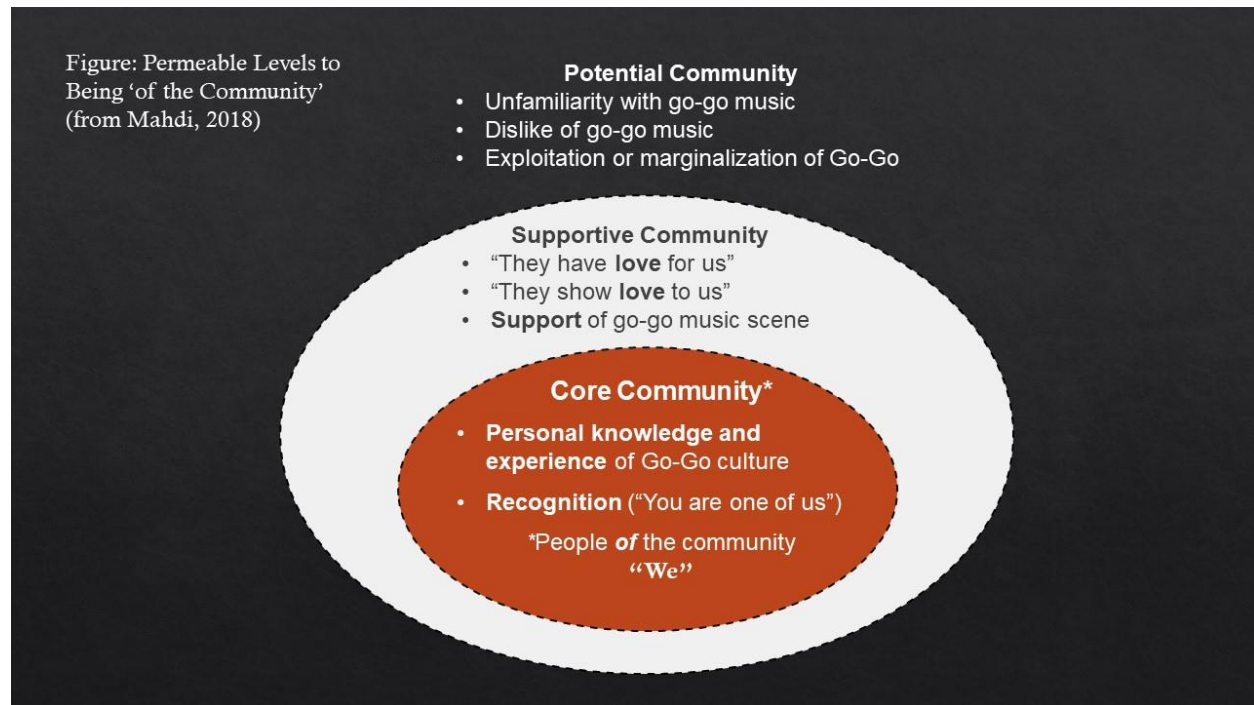 Figure: Permeable Levels to
Being ‘of the Community’
(from Mahdi, 2018)
Potential Community
• Unfamiliarity with go-go music
• Dislike of go-go music
• Exploitation or marginalization of Go-Go
Supportive Community
• “They have love for us”
• “They show love to us”
• Support of go-go music scene
Core Community*
• Personal knowledge and
experience of Go-Go culture
• Recognition (“You are one of us”)
*People of the community
“We”